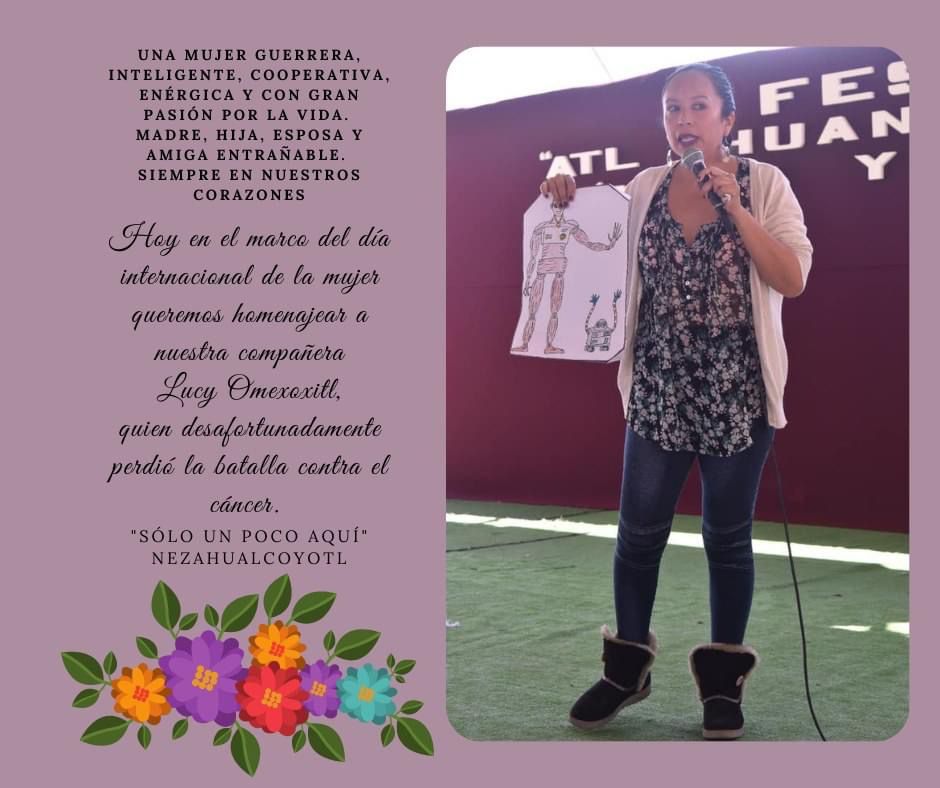 UNA MUJER GUERRERA,
INTELIGENTE, COOPERATIVA,
ENÉRGICA Y CON GRAN
PASIÓN POR LA VIDA.
MADRE, HIJA, ESPOSA Y
AMIGA ENTRAÑABLE.
SIEMPRE EN NUESTROS
CORAZONES
Hoy en el marco del día
internacional de la mujer
queremos homenajear a
nuestra compañera
Lucy Omexoxitl,
quien desafortunadamente
perdió la batalla contra el
cáncer.
"SÓLO UN POCO AQUÍ"
NEZAHUALCOYOTL
FES
"ATL HUAN
Y